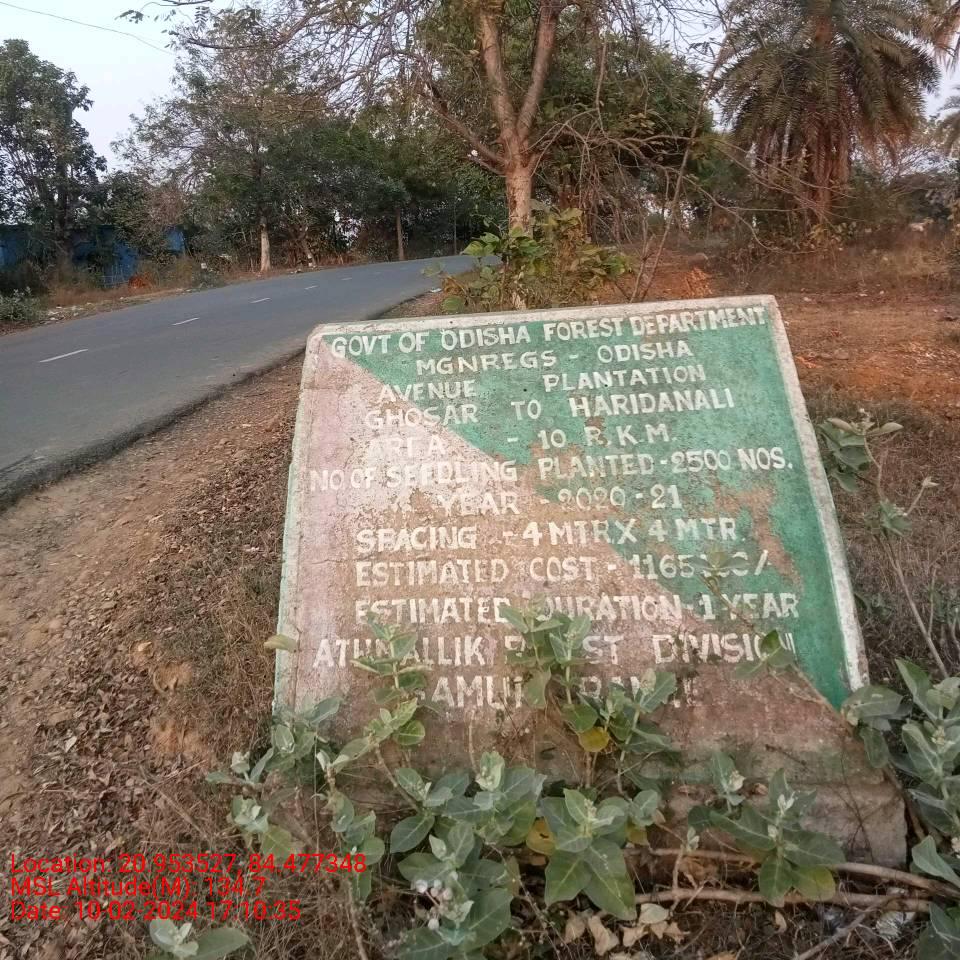 GOVT OF ODISHA FOREST DEPARTMENT
MGNREGS - ODISHA
AVENUE PLANTATION
GHOSAR TO HARIDANALI
AREA - 10 R.K.M.
NO. OF SEEDLING PLANTED - 2500 NOS.
YEAR - 2020-21
SPACING - 4 MTR X 4 MTR
ESTIMATED COST -
ESTIMATED DURATION - 1 YEAR
DIVISION
Location: 20.953527, 84.477348
MSL Altitude(M): 134.7
Date: 10-02-2024 17:10:35